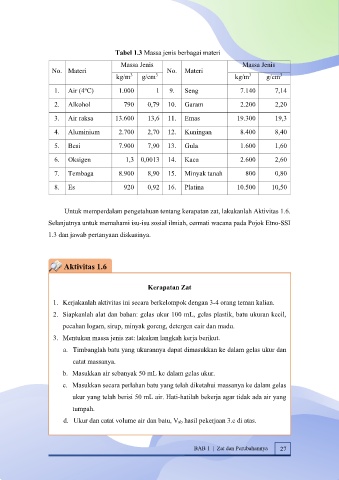 Tabel 1.3 Massa jenis berbagai materi
No. Materi Massa Jenis No. Materi Massa Jenis
kg/m³ g/cm³ kg/m³ g/cm³
1. Air (4°C) 1.000 1 9. Seng 7.140 7,14
2. Alkohol 790 0,79 10. Garam 2.200 2,20
3. Air raksa 13.600 13,6 11. Emas 19.300 19,3
4. Aluminium 2.700 2,70 12. Kuningan 8.400 8,40
5. Besi 7.900 7,90 13. Gula 1.600 1,60
6. Oksigen 1,3 0,0013 14. Kaca 2.600 2,60
7. Tembaga 8.900 8,90 15. Minyak tanah 800 0,80
8. Es 920 0,92 16. Platina 10.500 10,50
Untuk memperdalam pengetahuan tentang kerapatan zat, lakukanlah Aktivitas 1.6.
Selanjutnya untuk memahami isu-isu sosial ilmiah, cermati wacana pada Pojok Etno-SSI
1.3 dan jawab pertanyaan diskusinya.
Aktivitas 1.6
Kerapatan Zat
1. Kerjakanlah aktivitas ini secara berkelompok dengan 3-4 orang teman kalian.
2. Siapkanlah alat dan bahan: gelas ukur 100 mL, gelas plastik, batu ukuran kecil,
pecahan logam, sirup, minyak goreng, detergen cair dan madu.
3. Menentukan massa jenis zat: lakukan langkah kerja berikut.
a. Timbanglah batu yang ukurannya dapat dimasukkan ke dalam gelas ukur dan
catat massanya.
b. Masukkan air sebanyak 50 mL ke dalam gelas ukur.
c. Masukkan secara perlahan batu yang telah diketahui massanya ke dalam gelas
ukur yang telah berisi 50 mL air. Hati-hatilah bekerja agar tidak ada air yang
tumpah.
d. Ukur dan catat volume air dan batu, hasil pekerjaan 3.c di atas.
BAB 1 | Zat dan Perubahannya 27